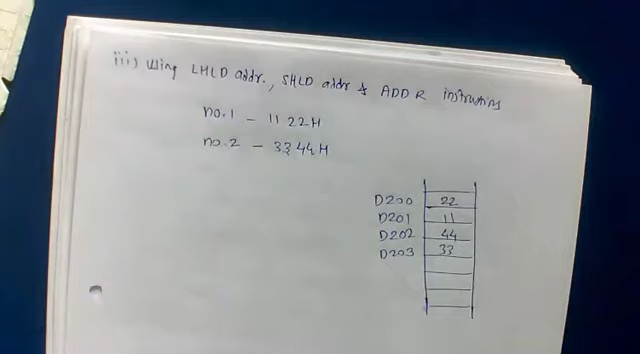 iii) Using LHLD addr., SHLD addr & ADD R instructions
no.1 - 1122H
no.2 - 3344H
D200 22
D201 11
D202 44
D203 33